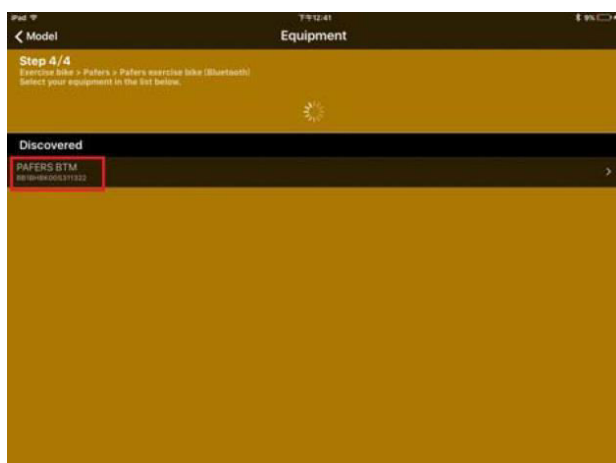 iPad 下午12:41 9%
Model Equipment
Step 4/4
Exercise bike > Pafers > Pafers exercise bike (Bluetooth)
Select your equipment in the list below.
Discovered
PAFERS BTM